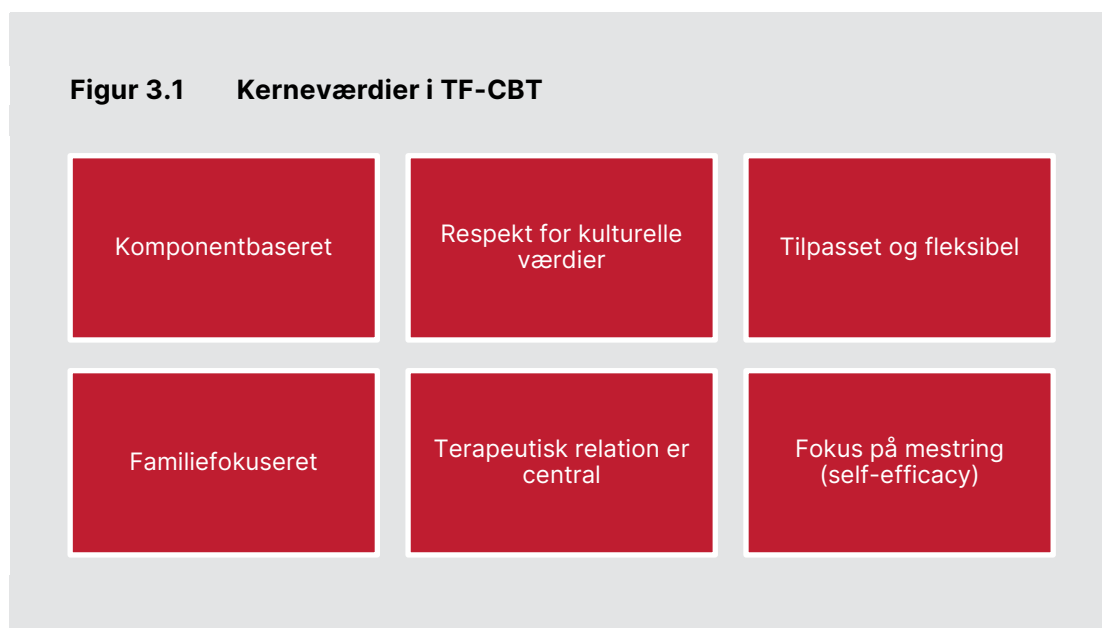 Figur 3.1 Kerneværdier i TF-CBT
Komponentbaseret
Respekt for kulturelle
værdier
Tilpasset og fleksibel
Familiefokuseret
Terapeutisk relation er
central
Fokus på mestring
(self-efficacy)